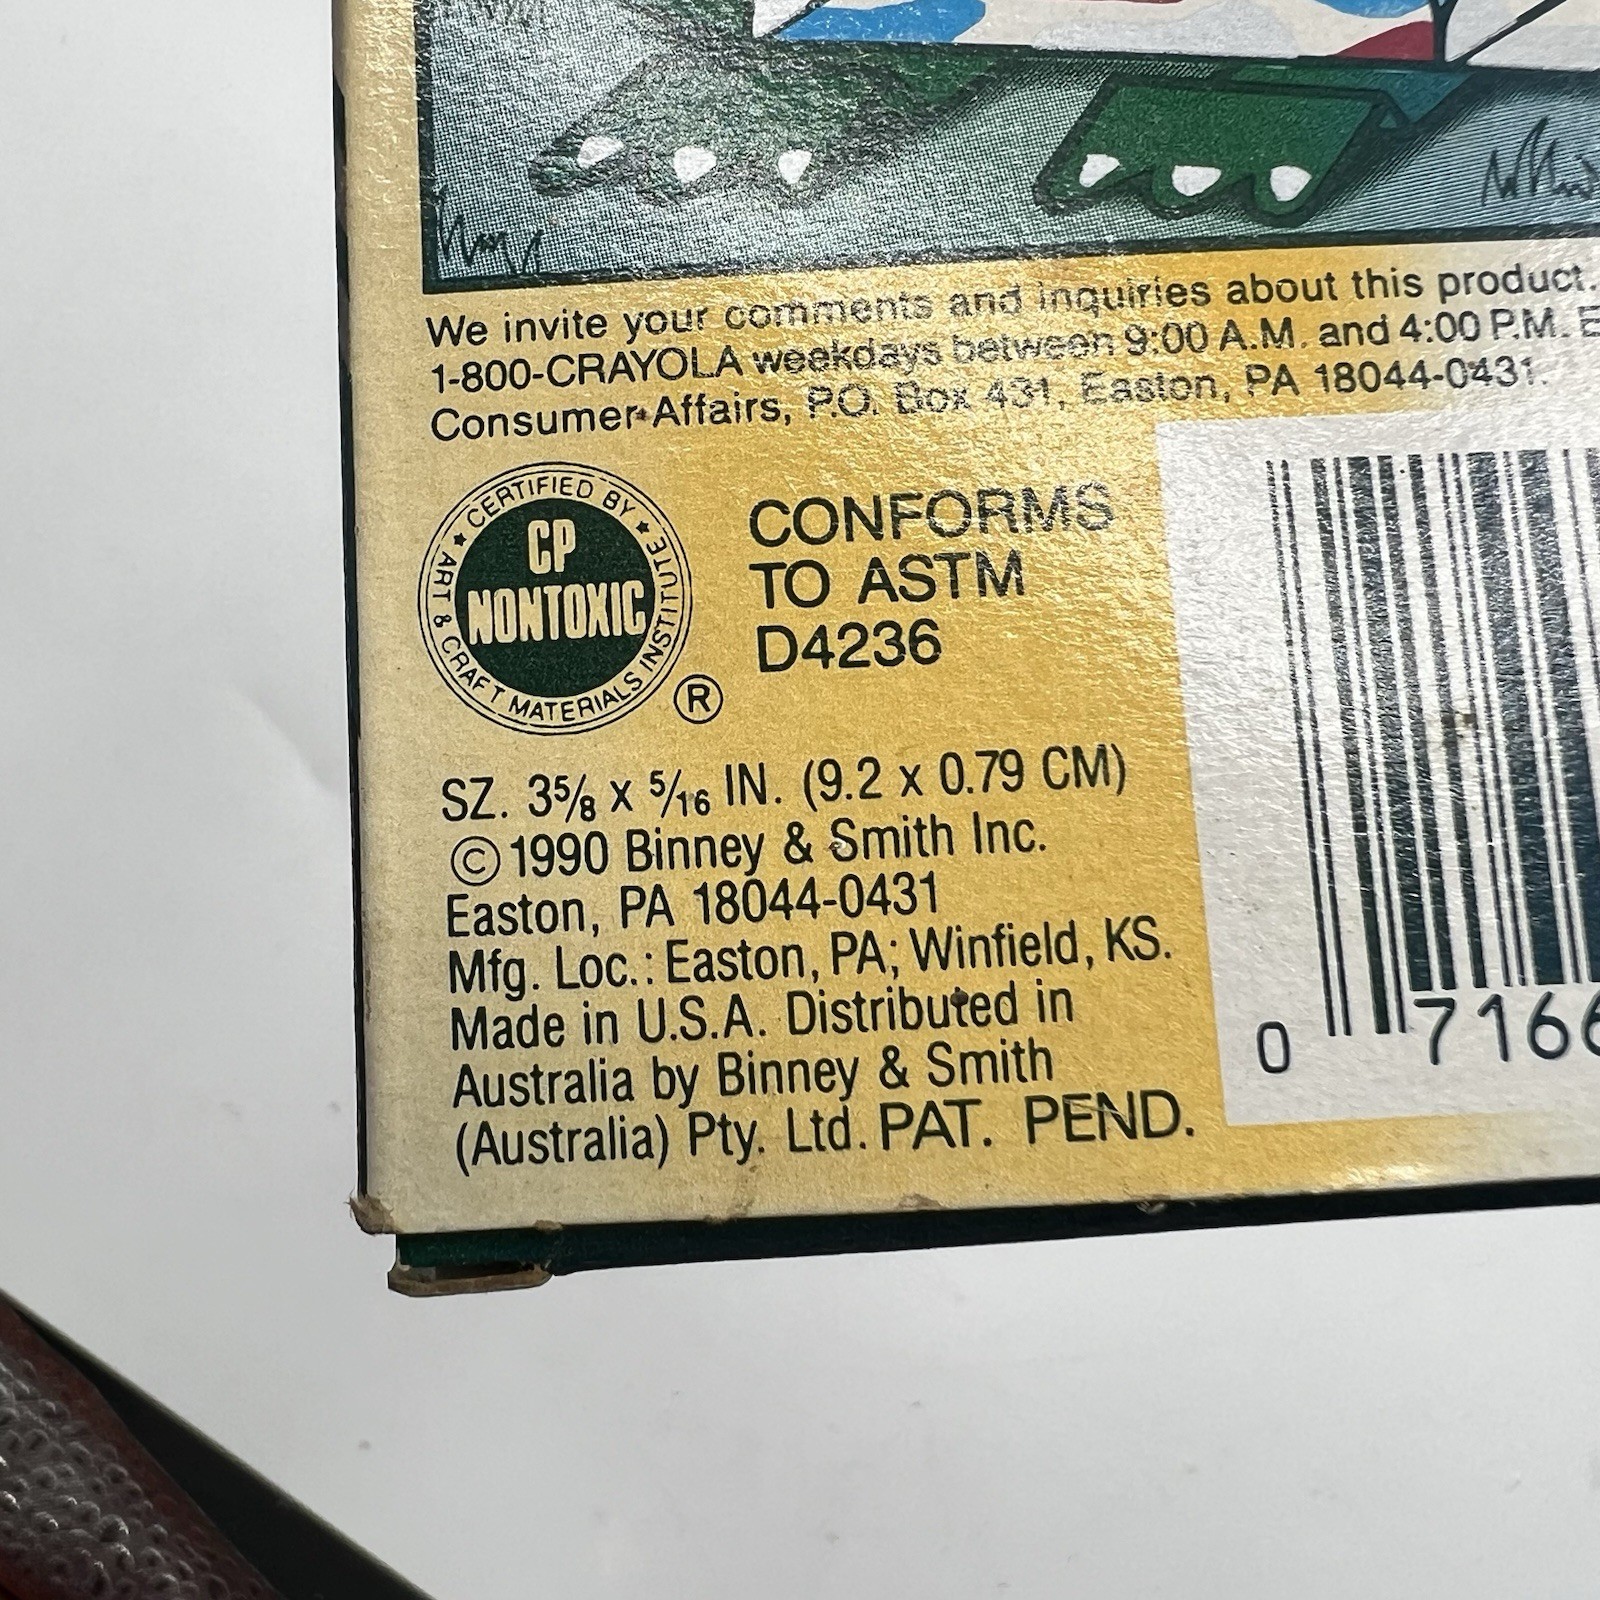 We invite your comments and inquiries about this product.
1-800-CRAYOLA weekdays between 9:00 A.M. and 4:00 P.M. E
Consumer Affairs, P.O. Box 431, Easton, PA 18044-0431.
CERTIFIED BY
ART & CRAFT MATERIALS INSTITUTE
CP
NONTOXIC
®
CONFORMS
TO ASTM
D4236
SZ. 3⅝ x 5/16 IN. (9.2 x 0.79 CM)
© 1990 Binney & Smith Inc.
Easton, PA 18044-0431
Mfg. Loc.: Easton, PA; Winfield, KS.
Made in U.S.A. Distributed in
Australia by Binney & Smith
(Australia) Pty. Ltd. PAT. PEND.
0 7166